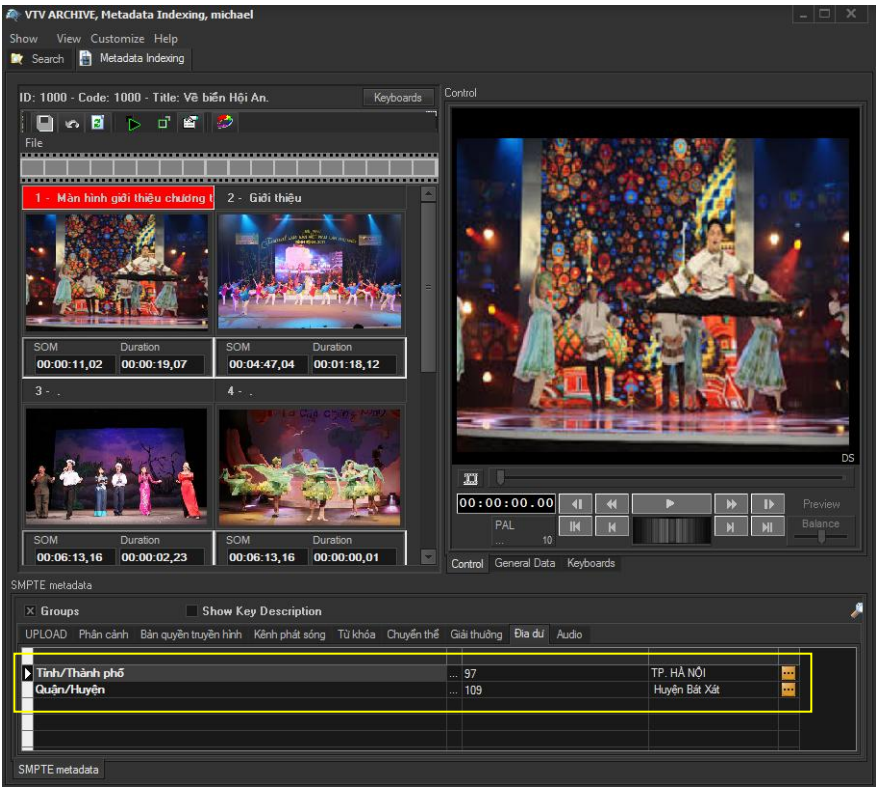 VTV ARCHIVE, Metadata Indexing, michael
Show View Customize Help
Search Metadata Indexing
ID: 1000 - Code: 1000 - Title: Về biển Hội An. Keyboards
File
1 - Màn hình giới thiệu chương t
2 - Giới thiệu
SOM Duration
00:00:11,02 00:00:19,07
SOM Duration
00:04:47,04 00:01:18,12
3 - .
4 - .
SOM Duration
00:06:13,16 00:00:02,23
SOM Duration
00:06:13,16 00:00:00,01
Control
DS
00:00:00.00
Preview
PAL
... 10
Balance
Control General Data Keyboards
SMPTE metadata
Groups Show Key Description
UPLOAD Phân cảnh Bản quyền truyền hình Kênh phát sóng Từ khóa Chuyển thể Giải thưởng Địa dư Audio
Tỉnh/Thành phố ... 97 TP. HÀ NỘI ...
Quận/Huyện ... 109 Huyện Bát Xát ...
SMPTE metadata